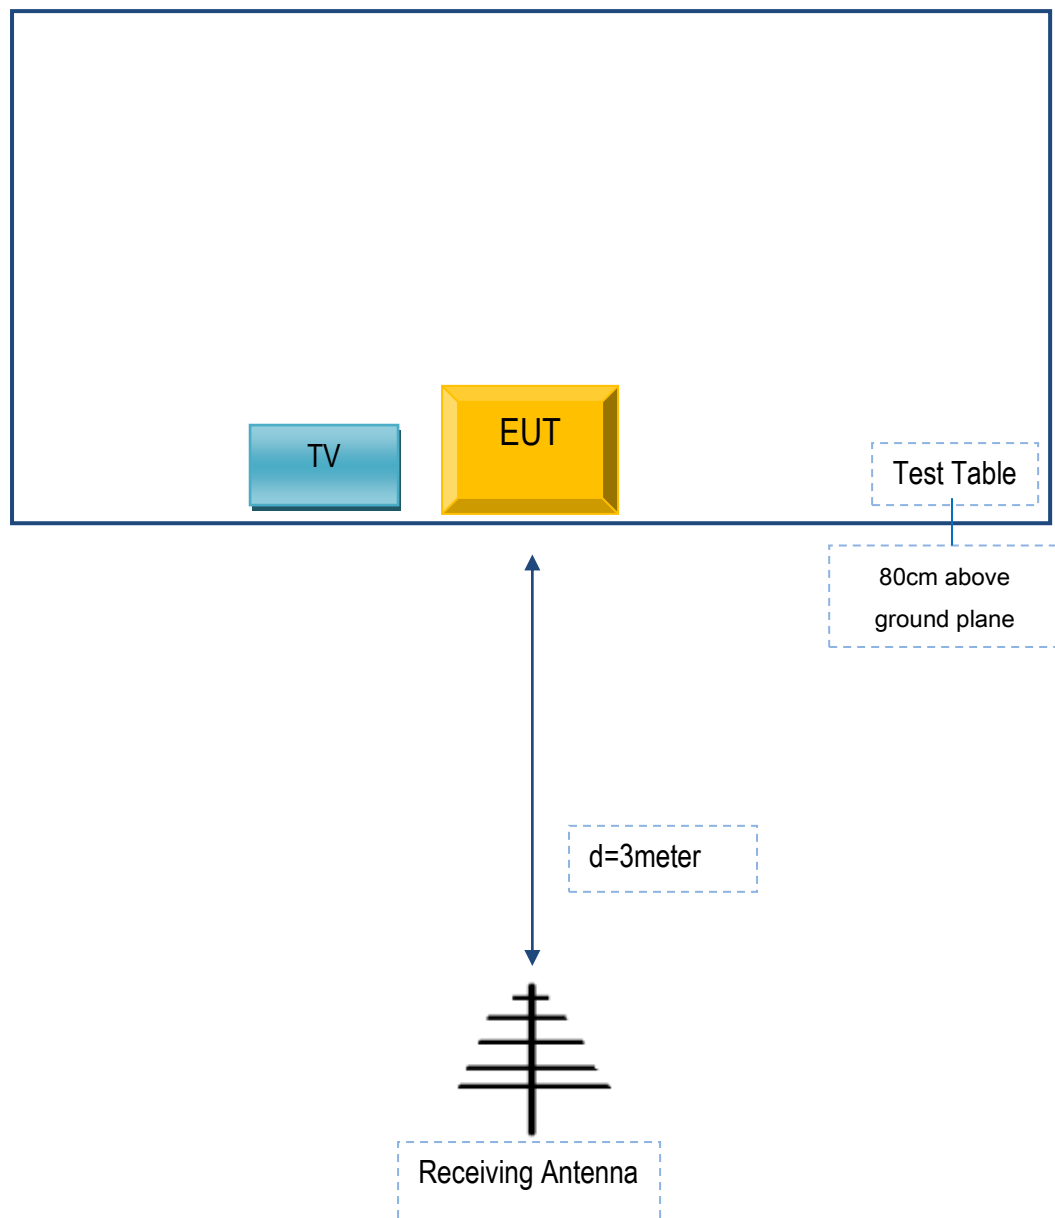 EUT
TV
Test Table
80cm above
ground plane
d=3meter
Receiving Antenna